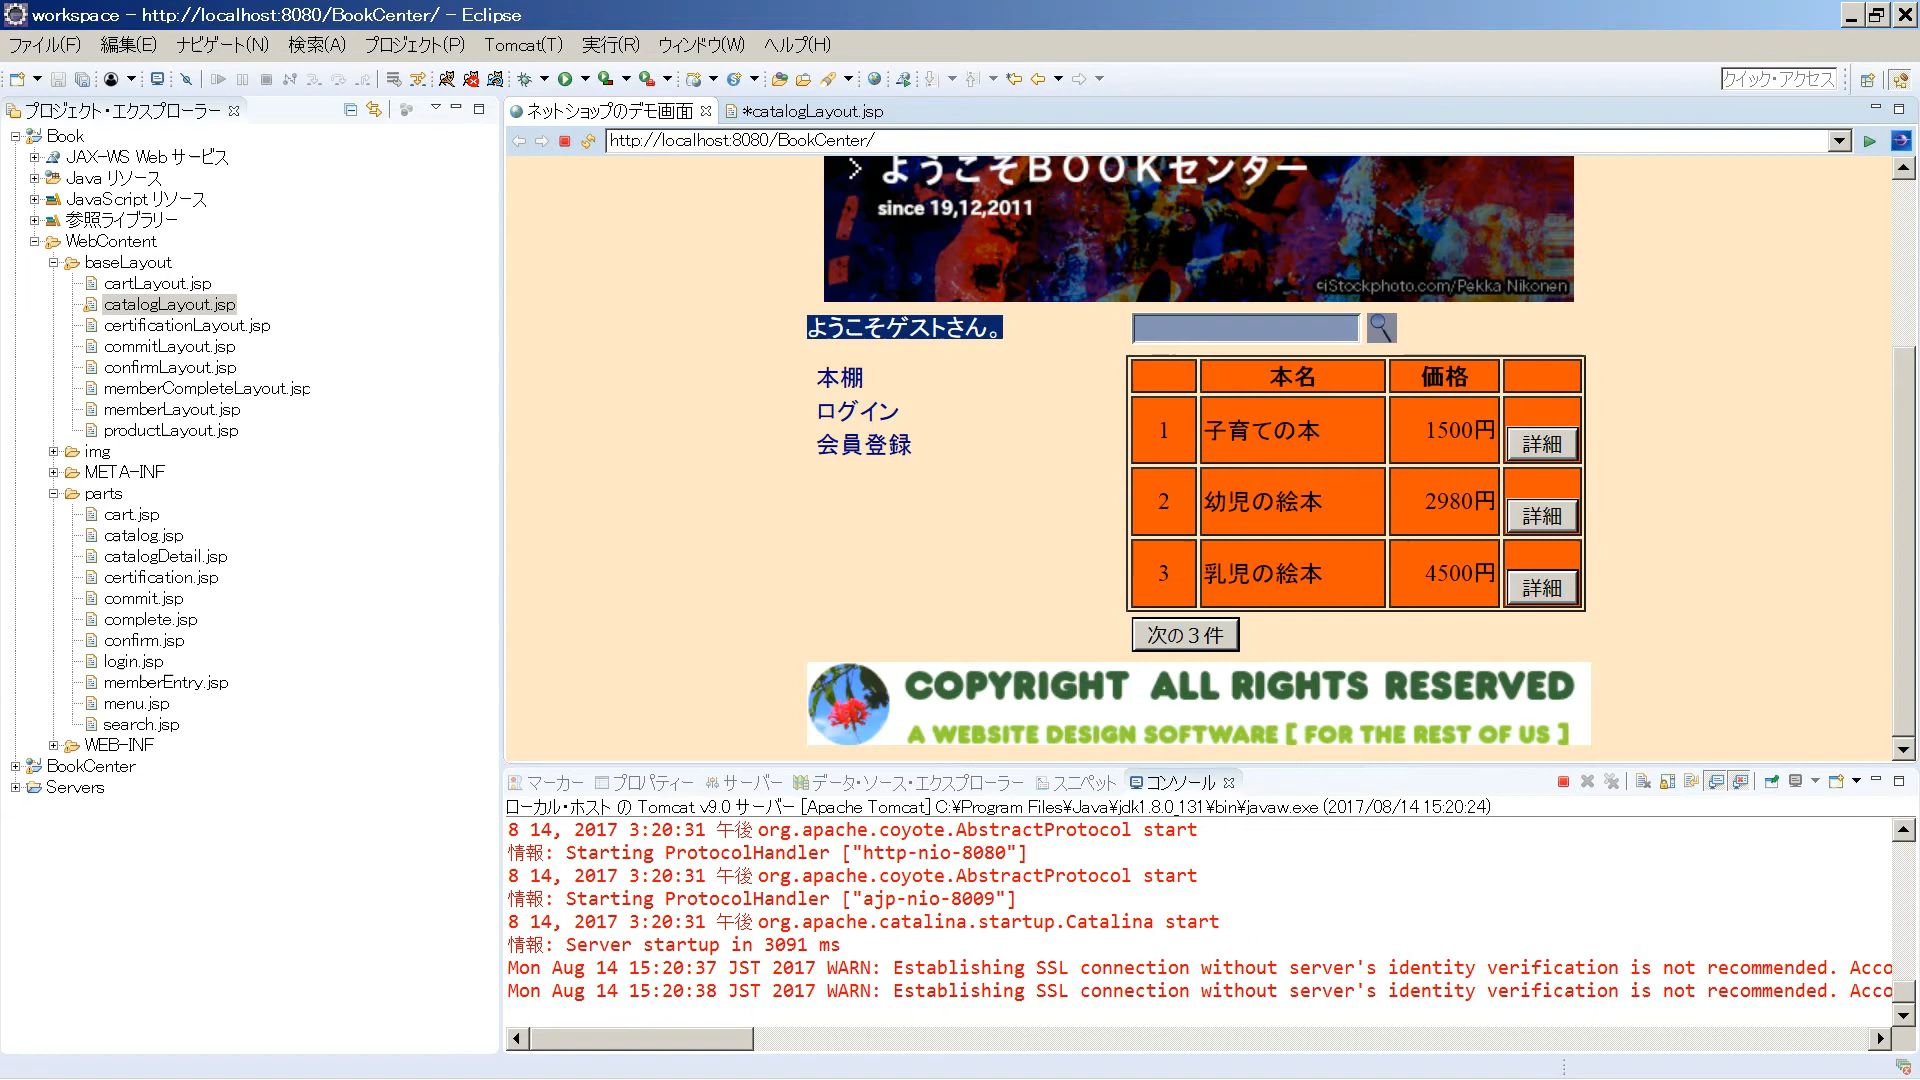 workspace - http://localhost:8080/BookCenter/ - Eclipse
ファイル(F) 編集(E) ナビゲート(N) 検索(A) プロジェクト(P) Tomcat(T) 実行(R) ウィンドウ(W) ヘルプ(H)
クイック・アクセス
プロジェクト・エクスプローラー
Book
JAX-WS Web サービス
Java リソース
JavaScript リソース
参照ライブラリー
WebContent
baseLayout
cartLayout.jsp
catalogLayout.jsp
certificationLayout.jsp
commitLayout.jsp
confirmLayout.jsp
memberCompleteLayout.jsp
memberLayout.jsp
productLayout.jsp
img
META-INF
parts
cart.jsp
catalog.jsp
catalogDetail.jsp
certification.jsp
commit.jsp
complete.jsp
confirm.jsp
login.jsp
memberEntry.jsp
menu.jsp
search.jsp
WEB-INF
BookCenter
Servers
ネットショップのデモ画面 *catalogLayout.jsp
http://localhost:8080/BookCenter/
> ようこそBOOKセンター
since 19,12,2011
©iStockphoto.com/Pekka Nikonen
ようこそゲストさん。
本棚
ログイン
会員登録
本名 価格
1 子育ての本 1500円 詳細
2 幼児の絵本 2980円 詳細
3 乳児の絵本 4500円 詳細
次の3件
COPYRIGHT ALL RIGHTS RESERVED
A WEBSITE DESIGN SOFTWARE [ FOR THE REST OF US ]
マーカー プロパティー サーバー データ・ソース・エクスプローラー スニペット コンソール
ローカル・ホスト の Tomcat v9.0 サーバー [Apache Tomcat] C:¥Program Files¥Java¥jdk1.8.0_131¥bin¥javaw.exe (2017/08/14 15:20:24)
8 14, 2017 3:20:31 午後 org.apache.coyote.AbstractProtocol start
情報: Starting ProtocolHandler ["http-nio-8080"]
8 14, 2017 3:20:31 午後 org.apache.coyote.AbstractProtocol start
情報: Starting ProtocolHandler ["ajp-nio-8009"]
8 14, 2017 3:20:31 午後 org.apache.catalina.startup.Catalina start
情報: Server startup in 3091 ms
Mon Aug 14 15:20:37 JST 2017 WARN: Establishing SSL connection without server's identity verification is not recommended. Acco
Mon Aug 14 15:20:38 JST 2017 WARN: Establishing SSL connection without server's identity verification is not recommended. Acco